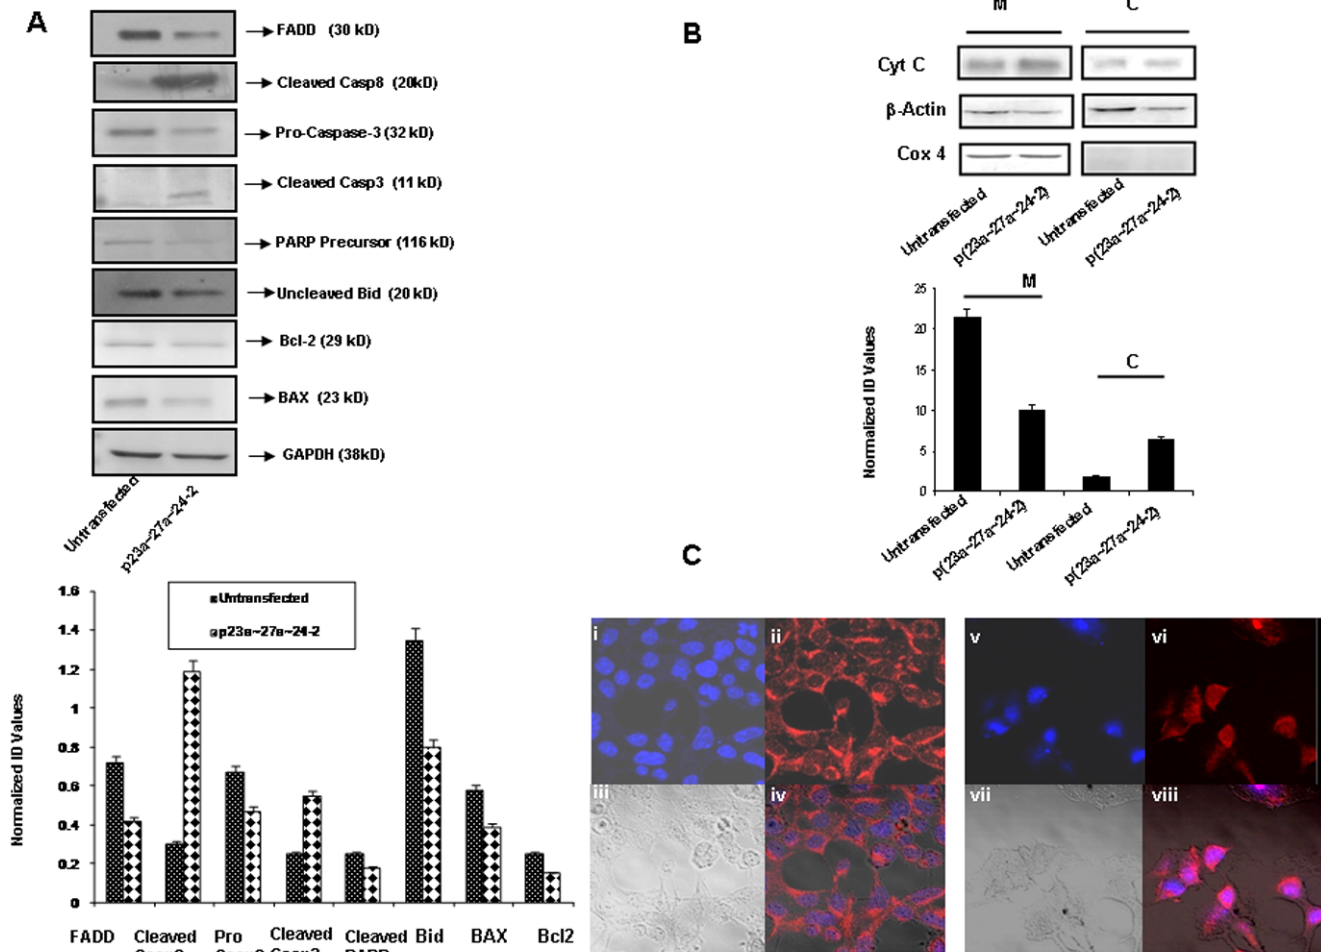 A
FADD (30 kD)
Cleaved Casp8 (20kD)
Pro-Caspase-3 (32 kD)
Cleaved Casp3 (11 kD)
PARP Precursor (116 kD)
Uncleaved Bid (20 kD)
Bcl-2 (29 kD)
BAX (23 kD)
GAPDH (38kD)
Untransfected
p23a~27a~24-2
1.6
1.4
1.2
1
0.8
0.6
0.4
0.2
0
Normalized ID Values
Untransfected
p23a~27a~24-2
FADD
Cleaved
Pro
Cleaved
Cleaved
Bid
BAX
Bcl2
B
M
C
Cyt C
β-Actin
Cox 4
Untransfected
p(23a~27a~24-2)
Untransfected
p(23a~27a~24-2)
25
20
15
10
5
0
Normalized ID Values
M
C
Untransfected
p(23a~27a~24-2)
Untransfected
p(23a~27a~24-2)
C
i
ii
iii
iv
v
vi
vii
viii